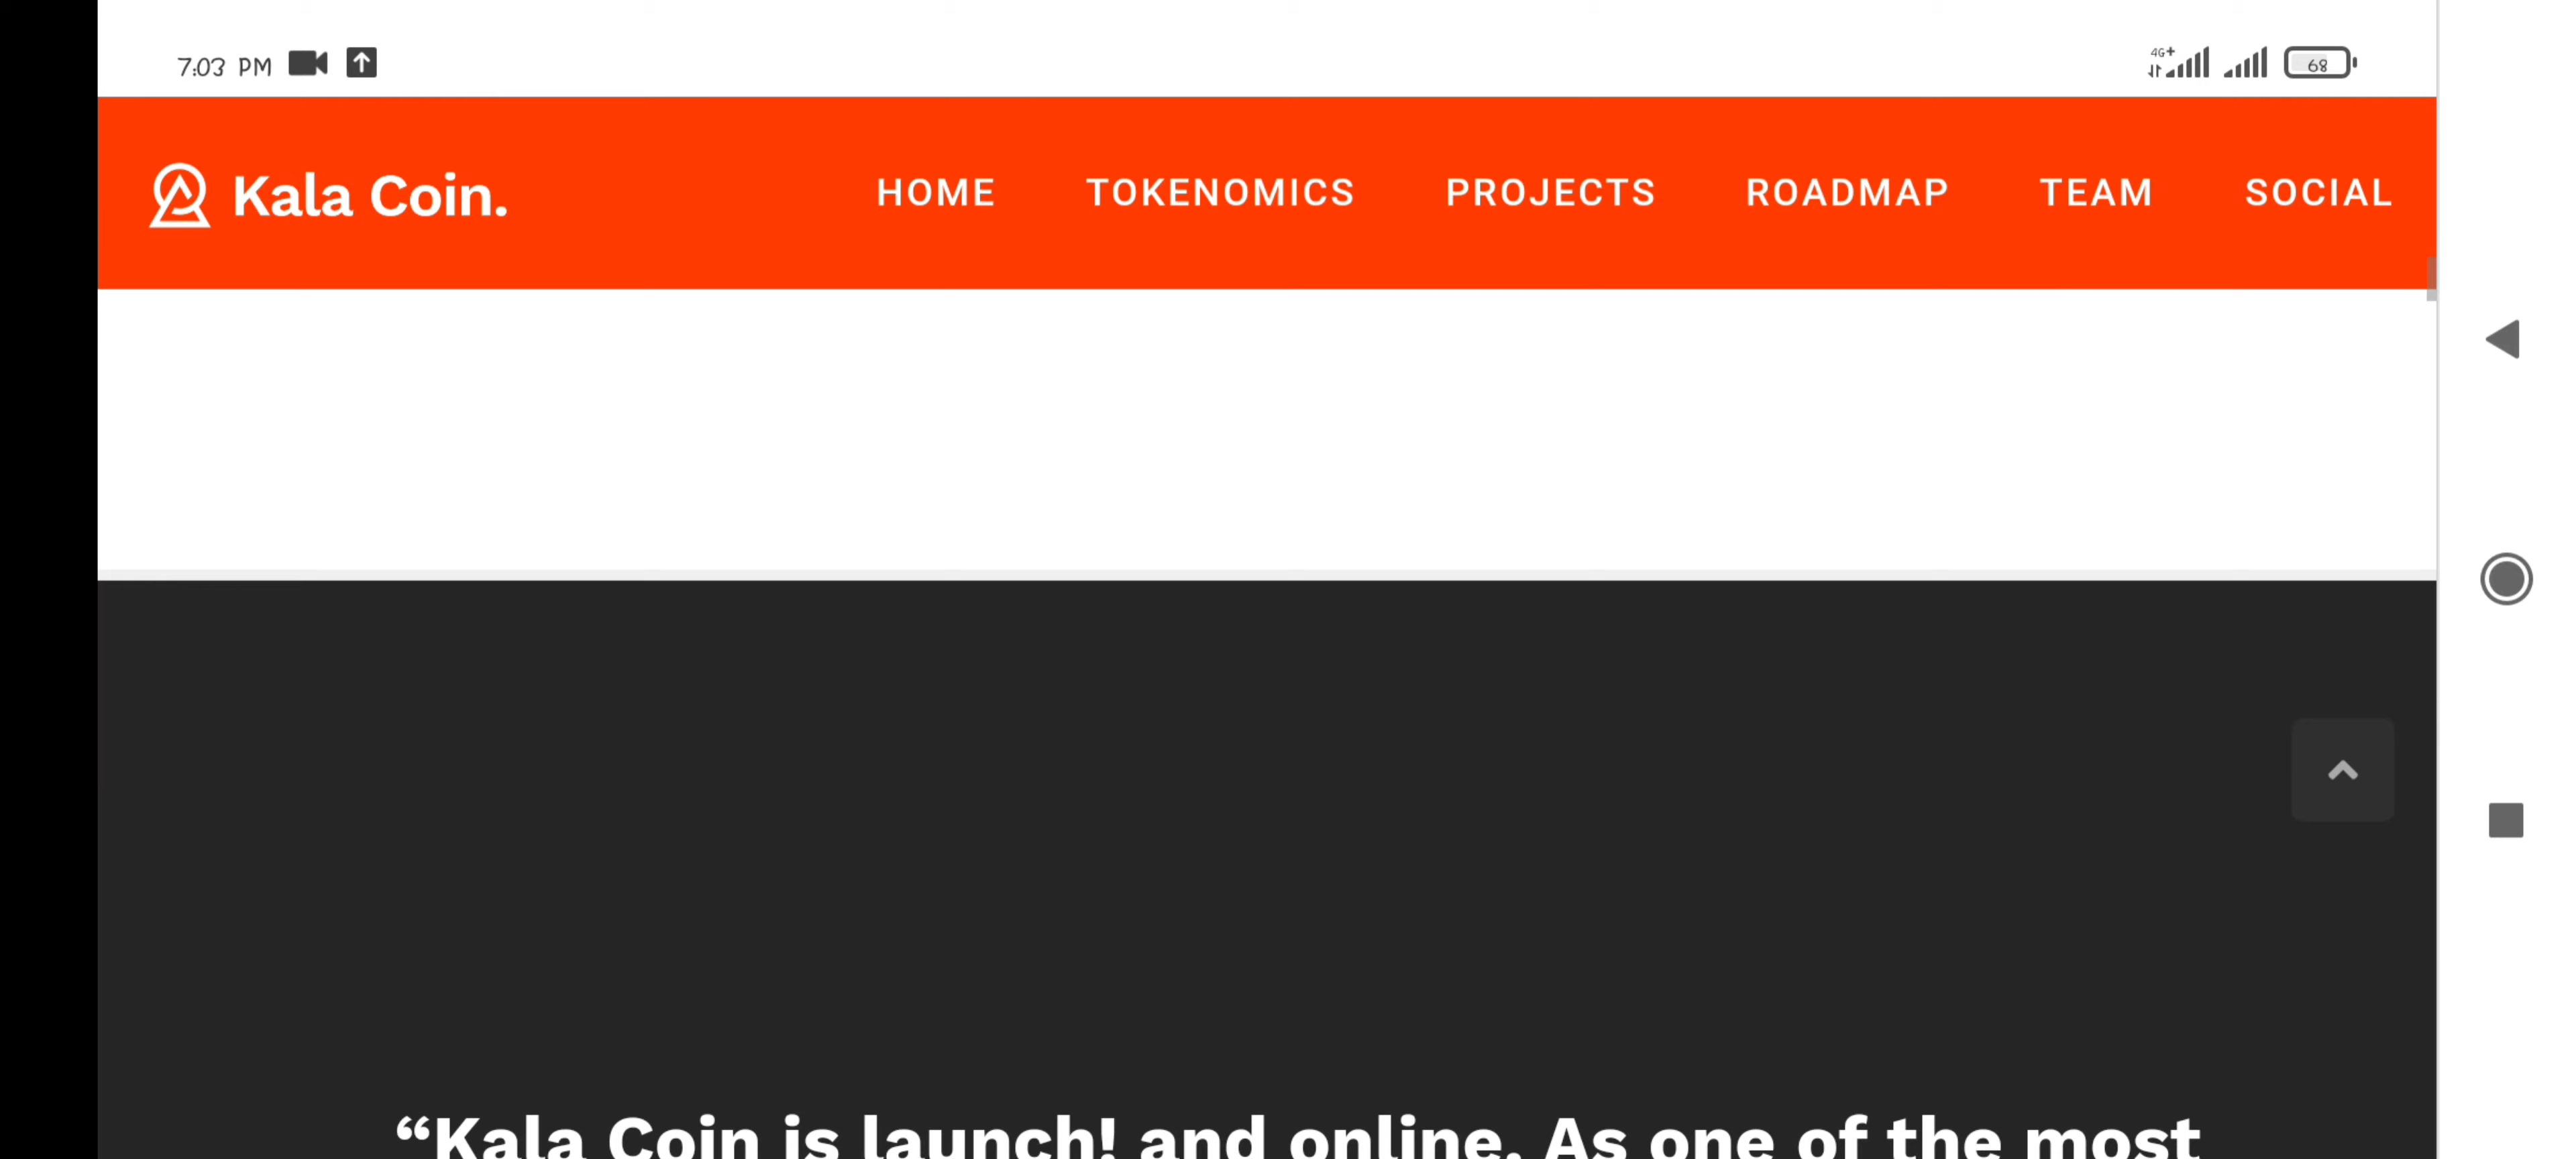 7:03 PM
4G+
68
Kala Coin.
HOME TOKENOMICS PROJECTS ROADMAP TEAM SOCIAL
“Kala Coin is launch! and online. As one of the most